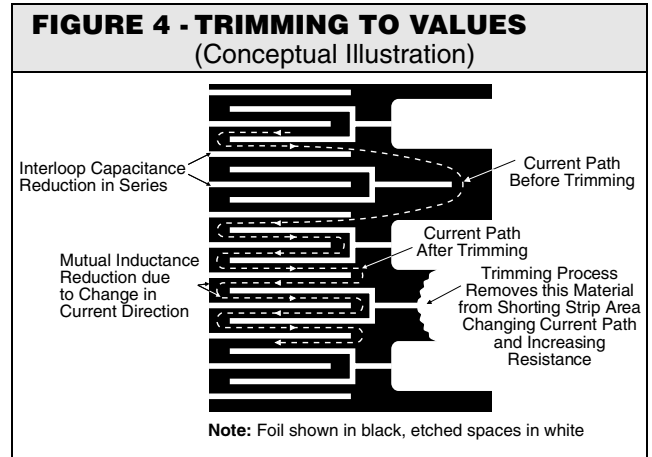 FIGURE 4 - TRIMMING TO VALUES
(Conceptual Illustration)
Interloop Capacitance
Reduction in Series
Current Path
Before Trimming
Mutual Inductance
Reduction due
to Change in
Current Direction
Current Path
After Trimming
Trimming Process
Removes this Material
from Shorting Strip Area
Changing Current Path
and Increasing
Resistance
Note: Foil shown in black, etched spaces in white